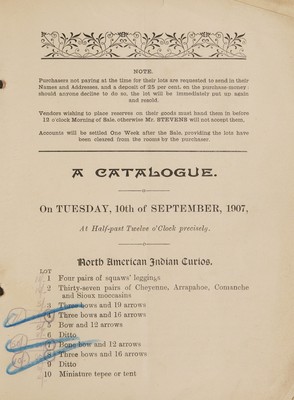 NOTE.
Purchasers not paying at the time for their lots are requested to send in their
Names and Addresses, and a deposit of 25 per cent. on the purchase-money:
should anyone decline to do so, the lot will be immediately put up again
and resold.
Vendors wishing to place reserves on their goods must hand them in before
12 o'clock Morning of Sale, otherwise Mr. STEVENS will not accept them.
Accounts will be settled One Week after the Sale, providing the lots have
been cleared from the rooms by the purchaser.
A CATALOGUE.
On TUESDAY, 10th of SEPTEMBER, 1907,
At Half-past Twelve o'Clock precisely.
North American Indian Curios.
LOT
1 Four pairs of squaws' leggings
2 Thirty-seven pairs of Cheyenne, Arrapahoe, Comanche
and Sioux moccasins
3 Three bows and 19 arrows
4 Three bows and 16 arrows
5 Bow and 12 arrows
6 Ditto
7 Bone bow and 12 arrows
8 Three bows and 16 arrows
9 Ditto
10 Miniature tepee or tent